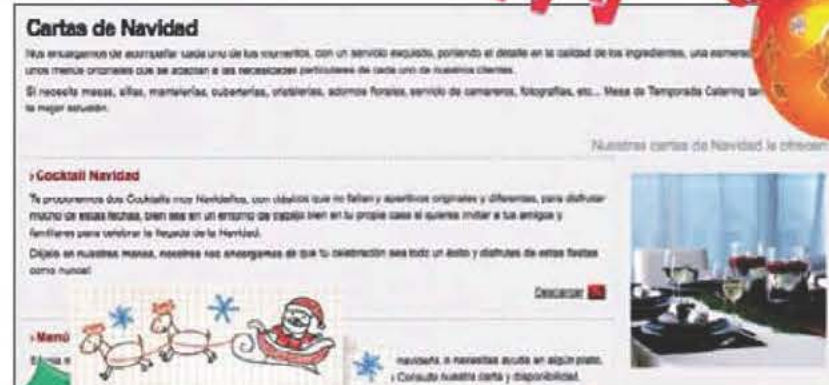 Cartas de Navidad
Nos encargamos de acompañar cada uno de los momentos, con un servicio exquisito, poniendo el detalle en la calidad de los ingredientes, una
unos menús originales que se adaptan a las necesidades particulares de cada uno de nuestros clientes.
Si necesita mesas, sillas, mantelerías, cuberterías, cristalerías, adornos florales, servicio de camareros, fotografías, etc... Mesa de Temporada Catering
la mejor solución.
Nuestras cartas de Navidad le ofrecen
› Cocktail Navidad
Te proponemos dos Cocktails muy Navideños, con clásicos que no fallan y aperitivos originales y diferentes, para disfrutar
mucho de estas fechas, bien sea en un entorno de trabajo bien en tu propia casa si quieres invitar a tus amigos y
familiares para celebrar la llegada de la Navidad.
Déjalo en nuestras manos, nosotros nos encargamos de que tu celebración sea todo un éxito y disfrutes de estas fiestas
como nunca!
Descargar
› Menú
navideña, o necesitas ayuda en algún plato.
› Consulta nuestra carta y disponibilidad.